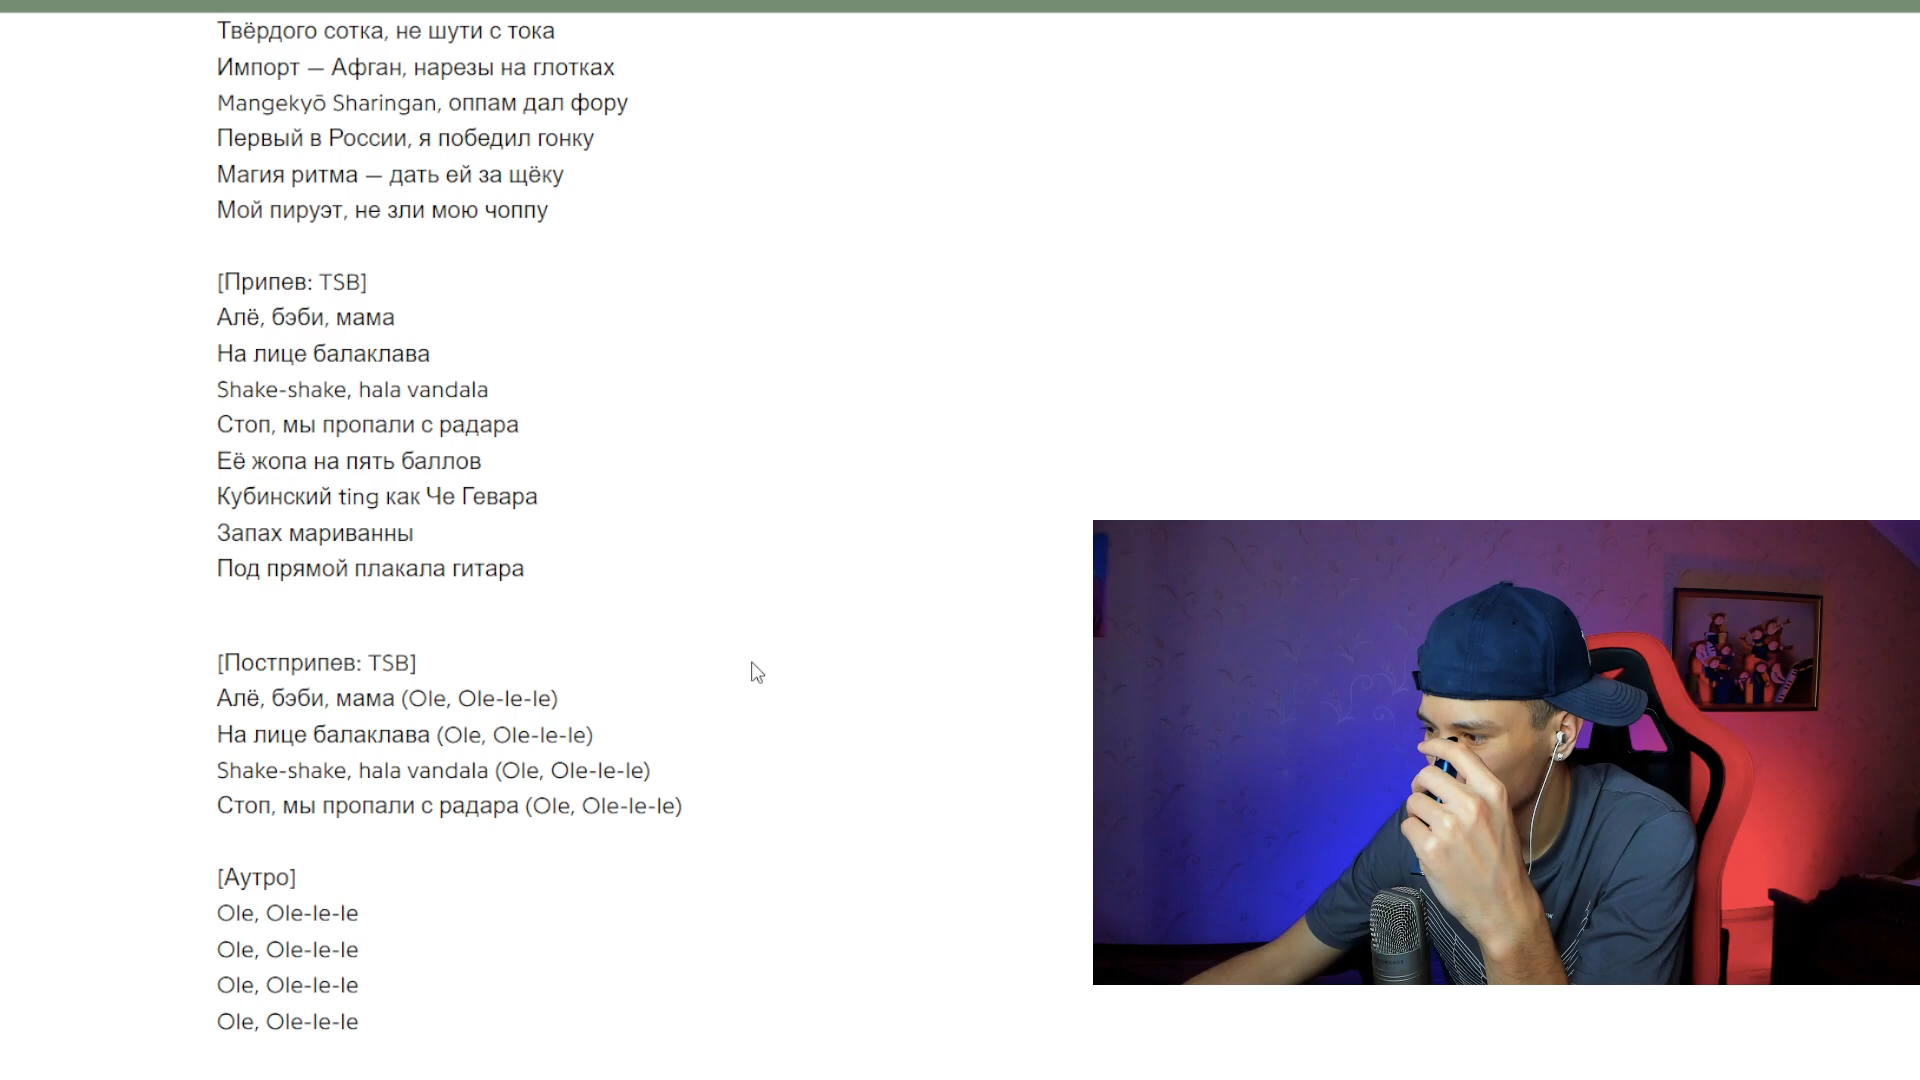 Твёрдого сотка, не шути с тока
Импорт — Афган, нарезы на глотках
Mangekyō Sharingan, оппам дал фору
Первый в России, я победил гонку
Магия ритма — дать ей за щёку
Мой пируэт, не зли мою чоппу
[Припев: TSB]
Алё, бэби, мама
На лице балаклава
Shake-shake, hala vandala
Стоп, мы пропали с радара
Её жопа на пять баллов
Кубинский ting как Че Гевара
Запах мариванны
Под прямой плакала гитара
[Постприпев: TSB]
Алё, бэби, мама (Ole, Ole-le-le)
На лице балаклава (Ole, Ole-le-le)
Shake-shake, hala vandala (Ole, Ole-le-le)
Стоп, мы пропали с радара (Ole, Ole-le-le)
[Аутро]
Ole, Ole-le-le
Ole, Ole-le-le
Ole, Ole-le-le
Ole, Ole-le-le